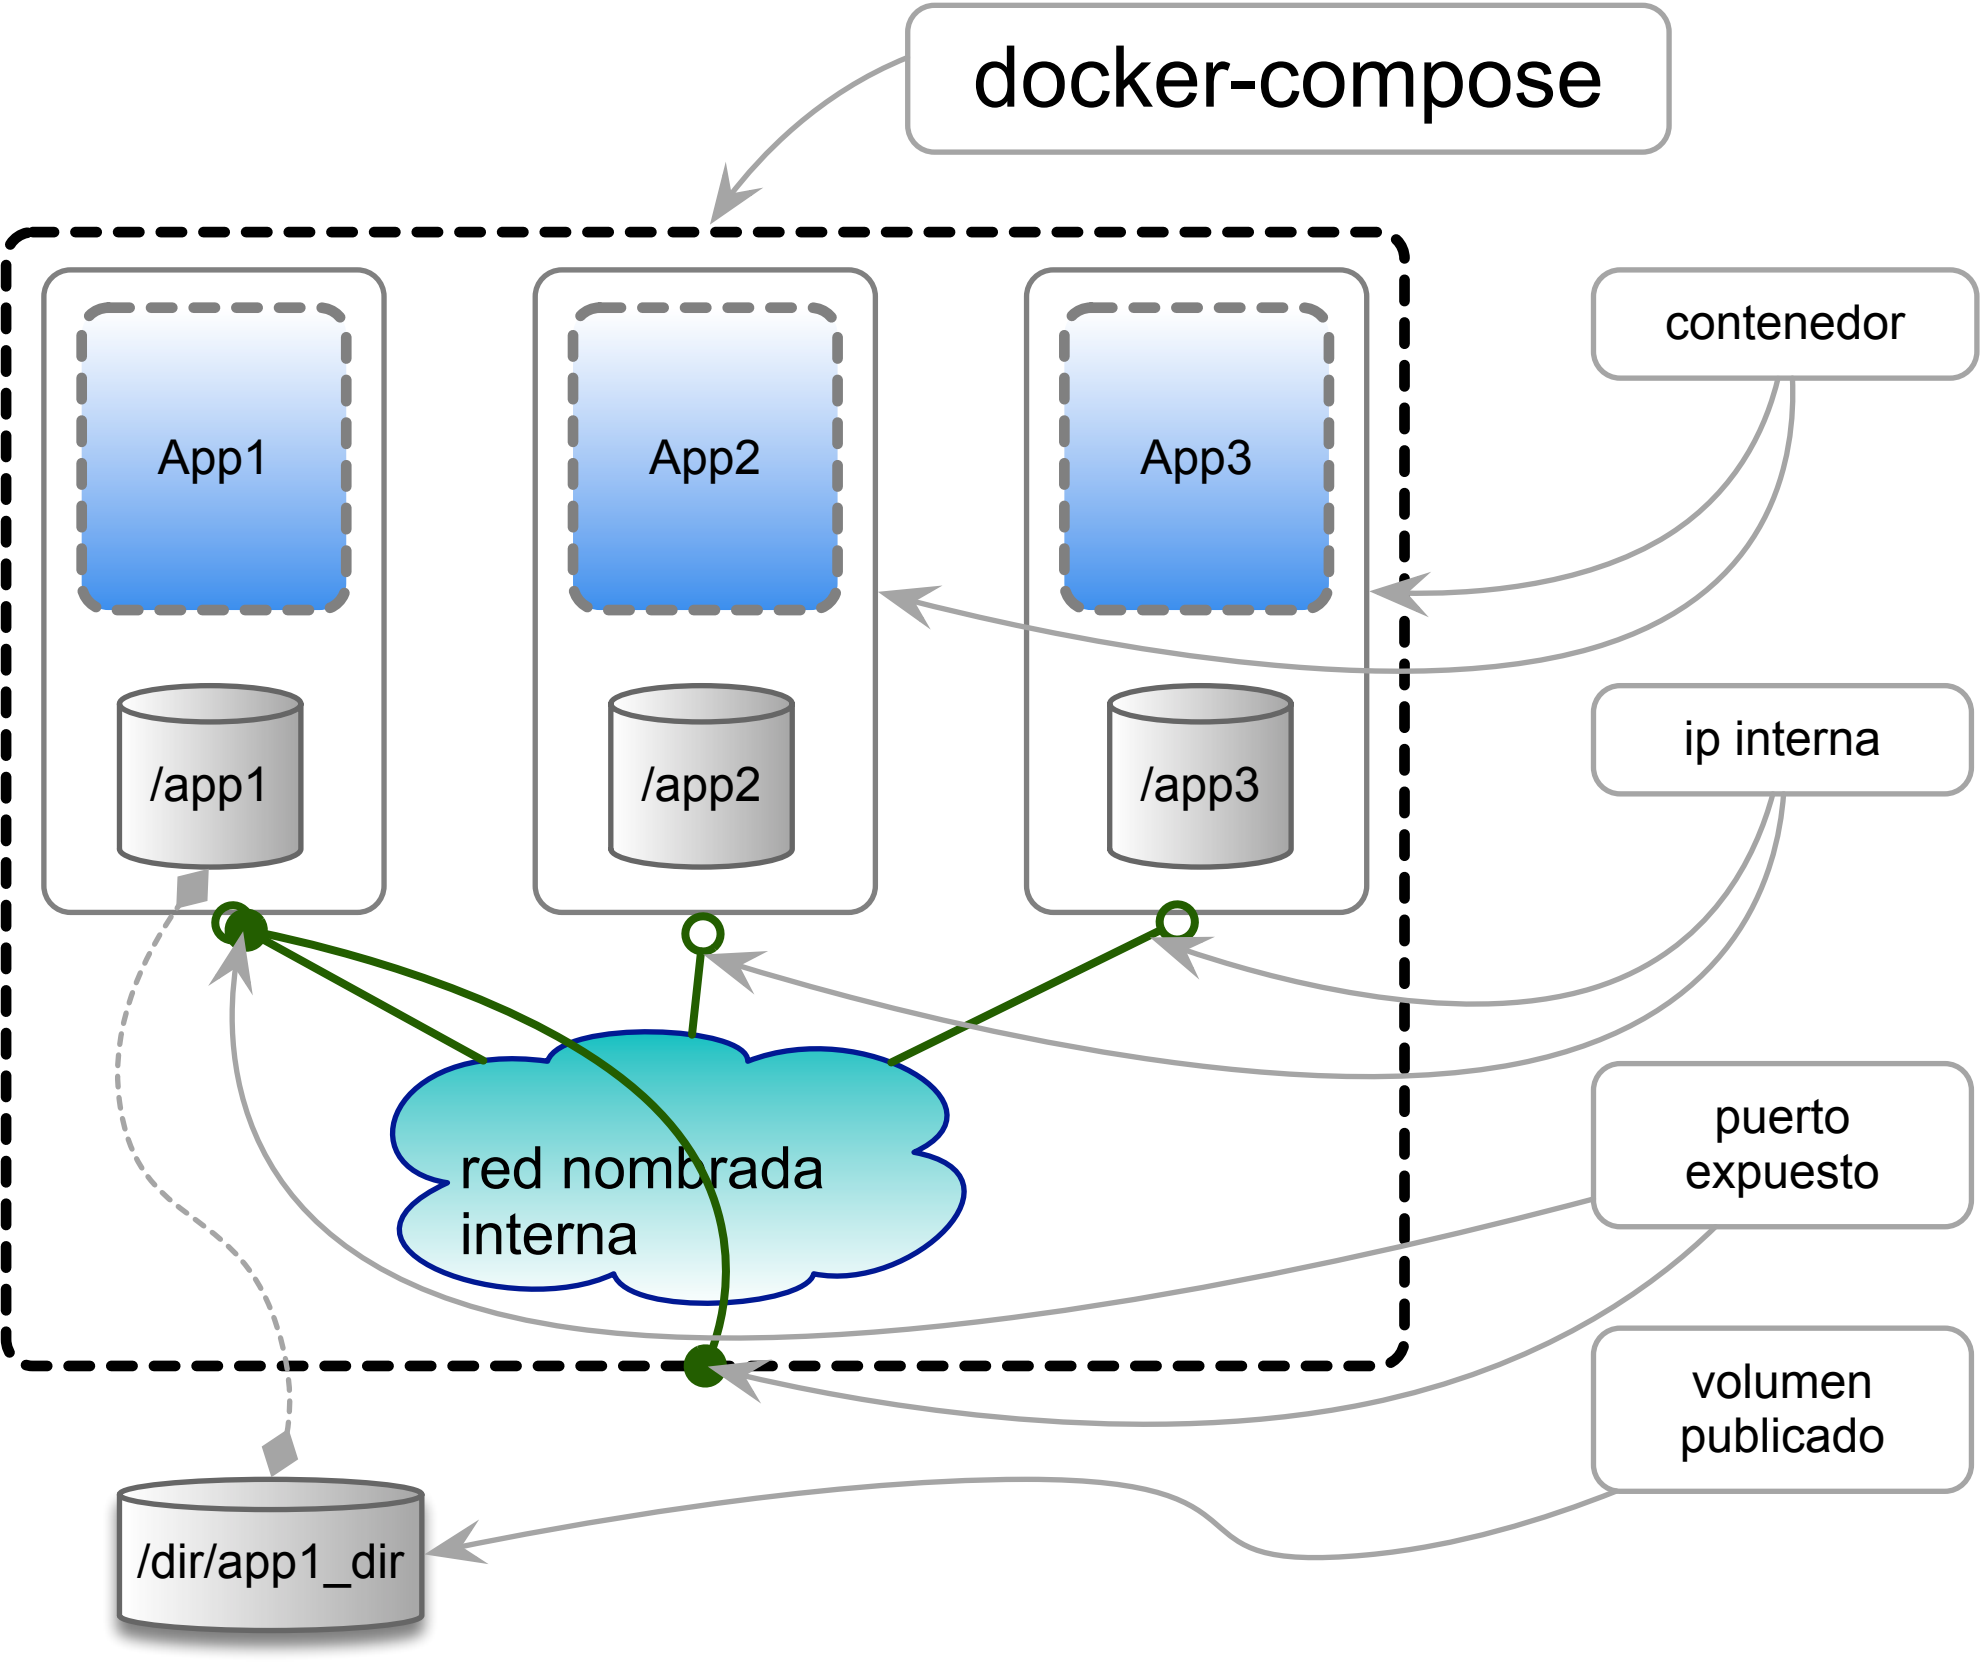 docker-compose
App1
App2
App3
contenedor
/app1
/app2
/app3
ip interna
red nombrada
interna
puerto
expuesto
volumen
publicado
/dir/app1_dir